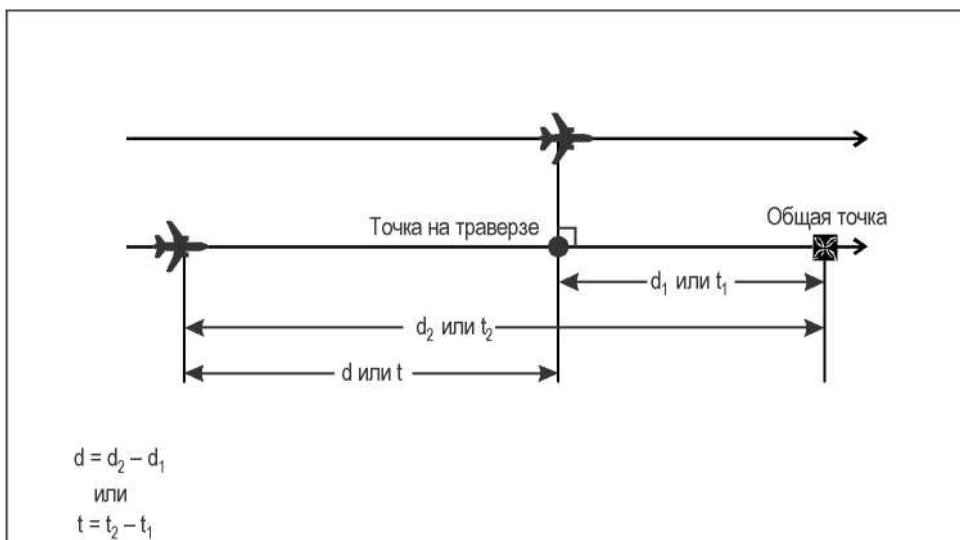 Точка на траверзе
Общая точка
d₁ или t₁
d₂ или t₂
d или t
d = d₂ – d₁
или
t = t₂ – t₁